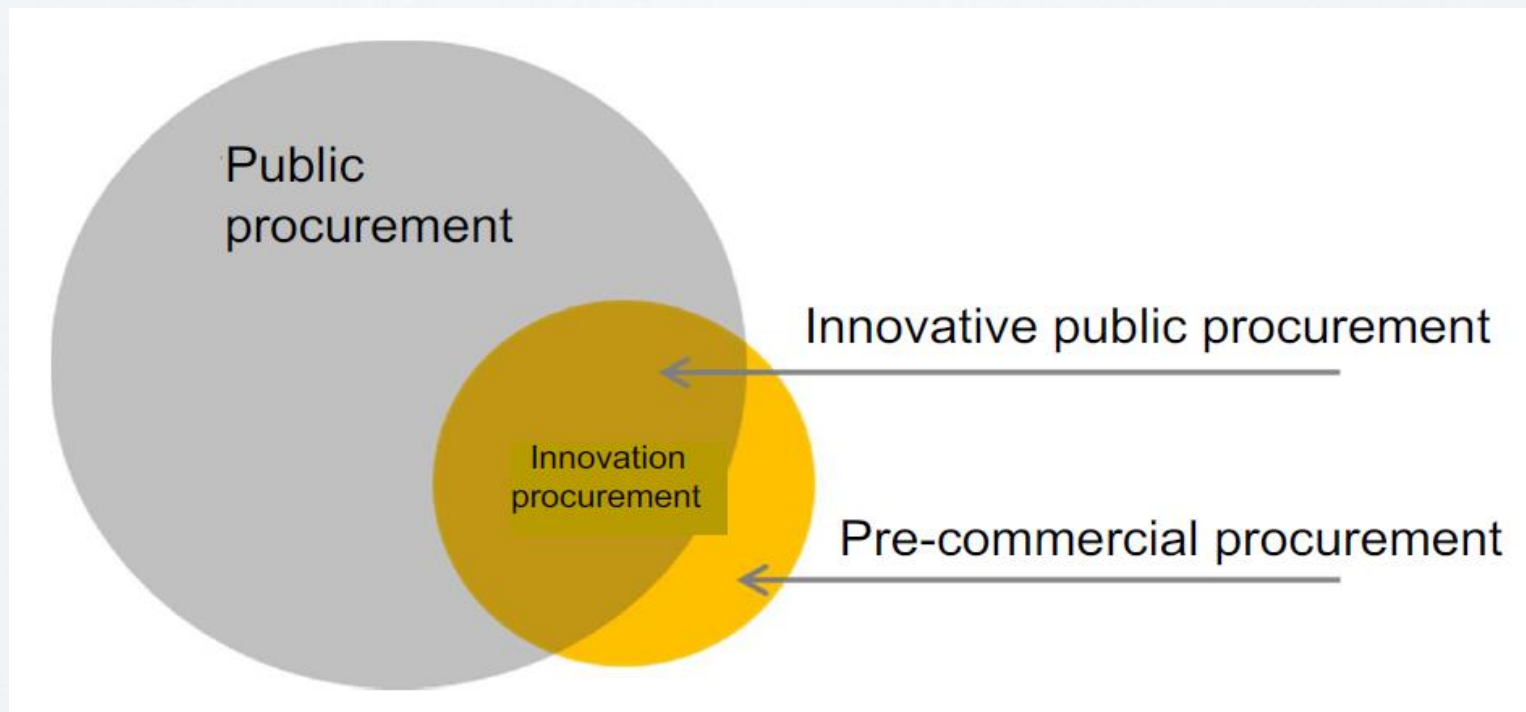 Public
procurement
Innovative public procurement
Innovation
procurement
Pre-commercial procurement